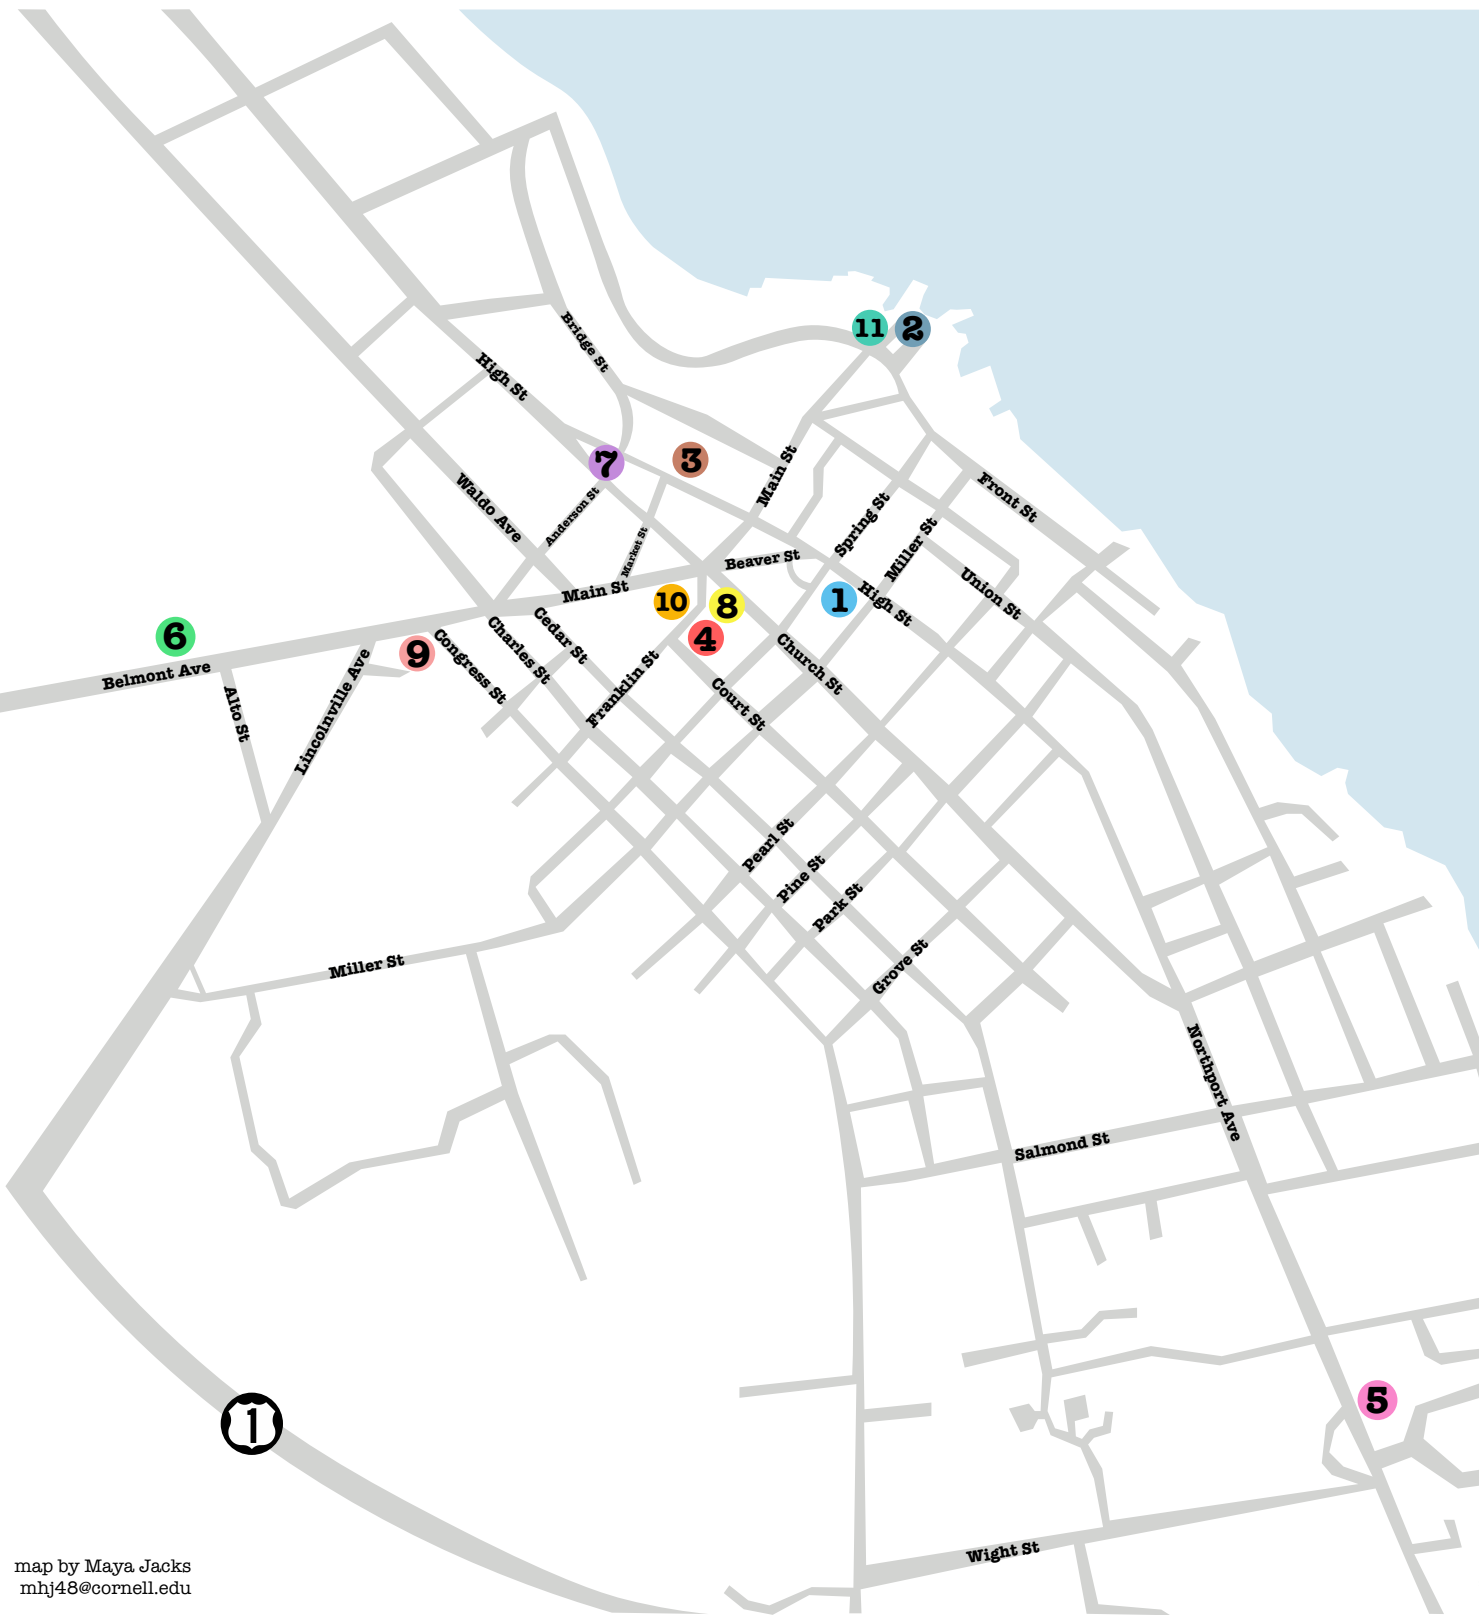 11
2
Bridge St
High St
7
3
Main St
Waldo Ave
Anderson St
Market St
Spring St
Front St
Miller St
Beaver St
Main St
10
8
1
High St
Union St
6
4
9
Belmont Ave
Alto St
Lincolnville Ave
Congress St
Charles St
Cedar St
Franklin St
Church St
Court St
Pearl St
Pine St
Park St
Grove St
Miller St
Northport Ave
Salmond St
5
1
Wight St
map by Maya Jacks
mhj48@cornell.edu